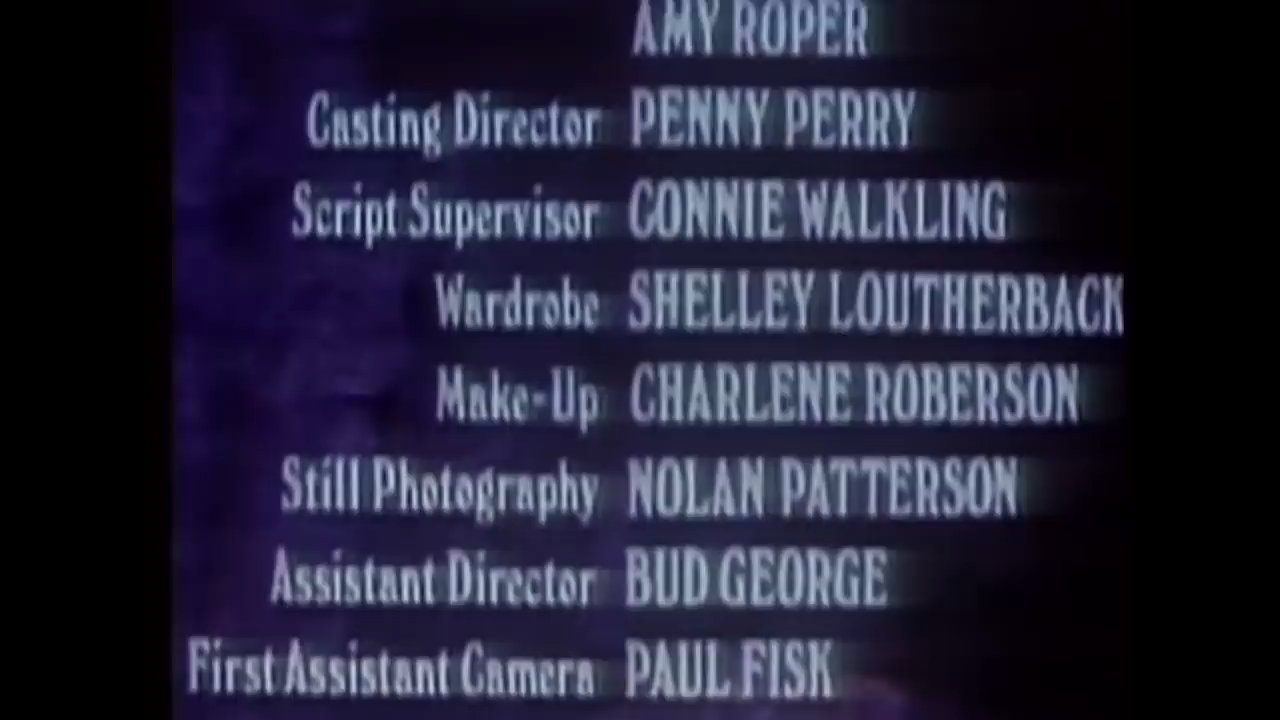 AMY ROPER
Casting Director PENNY PERRY
Script Supervisor CONNIE WALKLING
Wardrobe SHELLEY LOUTHERBACK
Make-Up CHARLENE ROBERSON
Still Photography NOLAN PATTERSON
Assistant Director BUD GEORGE
First Assistant Camera PAUL FISK